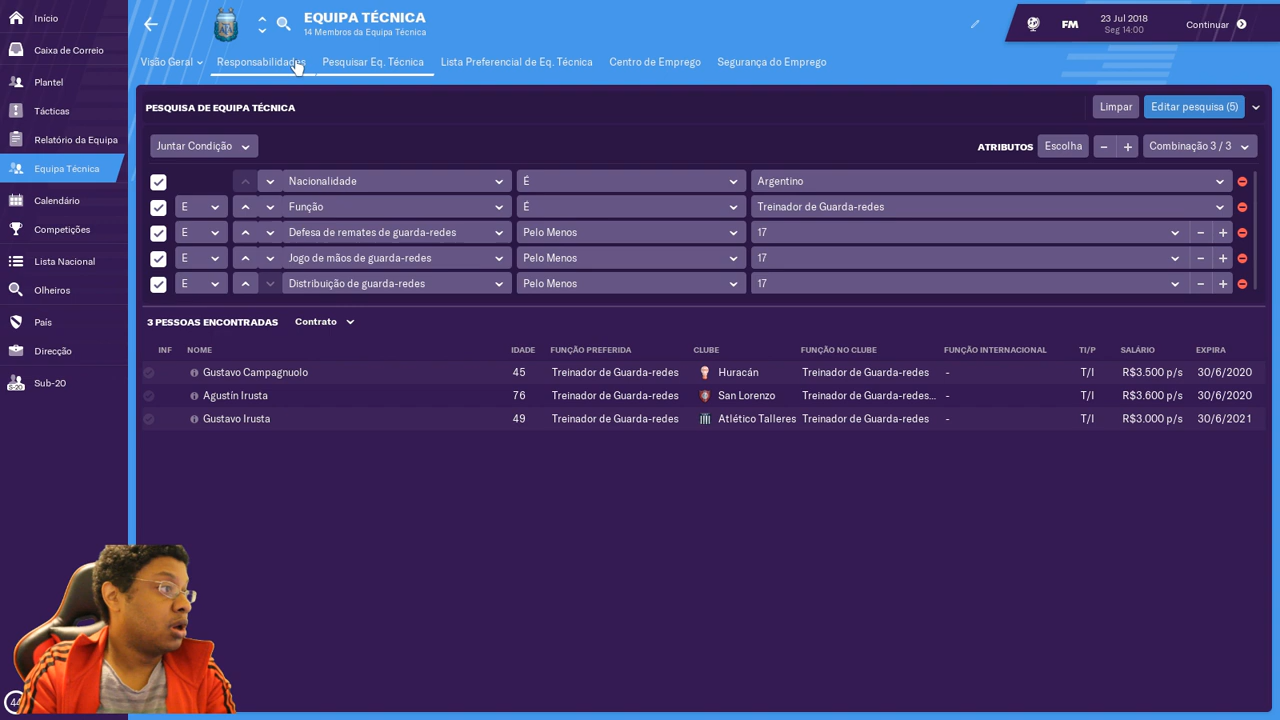 Início
Caixa de Correio
Plantel
Tácticas
Relatório da Equipa
Equipa Técnica
Calendário
Competições
Lista Nacional
Olheiros
País
Direcção
S-20 Sub-20
EQUIPA TÉCNICA
14 Membros da Equipa Técnica
FM
23 Jul 2018
Seg 14:00
Continuar
Visão Geral Responsabilidades Pesquisar Eq. Técnica Lista Preferencial de Eq. Técnica Centro de Emprego Segurança do Emprego
PESQUISA DE EQUIPA TÉCNICA Limpar Editar pesquisa (5)
Juntar Condição ATRIBUTOS Escolha Combinação 3 / 3
Nacionalidade É Argentino
E Função É Treinador de Guarda-redes
E Defesa de remates de guarda-redes Pelo Menos 17
E Jogo de mãos de guarda-redes Pelo Menos 17
E Distribuição de guarda-redes Pelo Menos 17
3 PESSOAS ENCONTRADAS Contrato
INF NOME IDADE FUNÇÃO PREFERIDA CLUBE FUNÇÃO NO CLUBE FUNÇÃO INTERNACIONAL TI/P SALÁRIO EXPIRA
Gustavo Campagnuolo 45 Treinador de Guarda-redes Huracán Treinador de Guarda-redes - T/I R$3.500 p/s 30/6/2020
Agustín Irusta 76 Treinador de Guarda-redes San Lorenzo Treinador de Guarda-redes... - T/I R$3.600 p/s 30/6/2020
Gustavo Irusta 49 Treinador de Guarda-redes Atlético Talleres Treinador de Guarda-redes - T/I R$3.000 p/s 30/6/2021